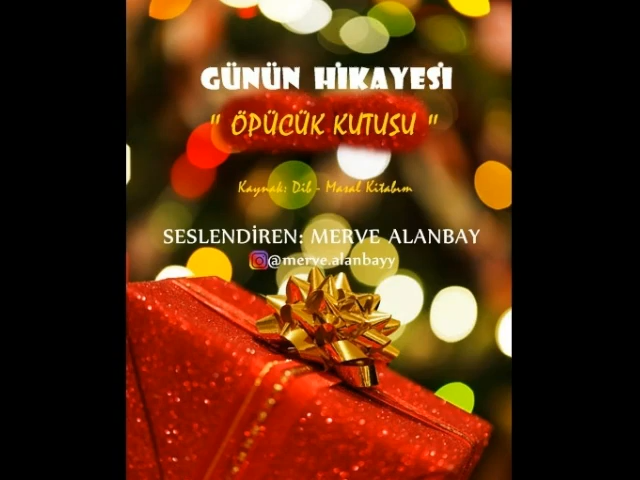 GÜNÜN HİKAYESİ
" ÖPÜCÜK KUTUSU "
Kaynak: Dib - Masal Kitabım
SESLENDİREN: MERVE ALANBAY
@merve.alanbayy